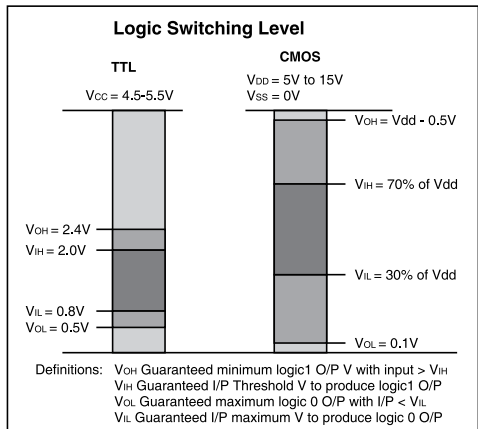 Logic Switching Level
TTL
VCC = 4.5-5.5V
CMOS
VDD = 5V to 15V
VSS = 0V
VOH = 2.4V
VIH = 2.0V
VIL = 0.8V
VOL = 0.5V
VOH = Vdd - 0.5V
VIH = 70% of Vdd
VIL = 30% of Vdd
VOL = 0.1V
Definitions: VOH Guaranteed minimum logic1 O/P V with input > VIH
VIH Guaranteed I/P Threshold V to produce logic1 O/P
VOL Guaranteed maximum logic 0 O/P with I/P < VIL
VIL Guaranteed I/P maximum V to produce logic 0 O/P